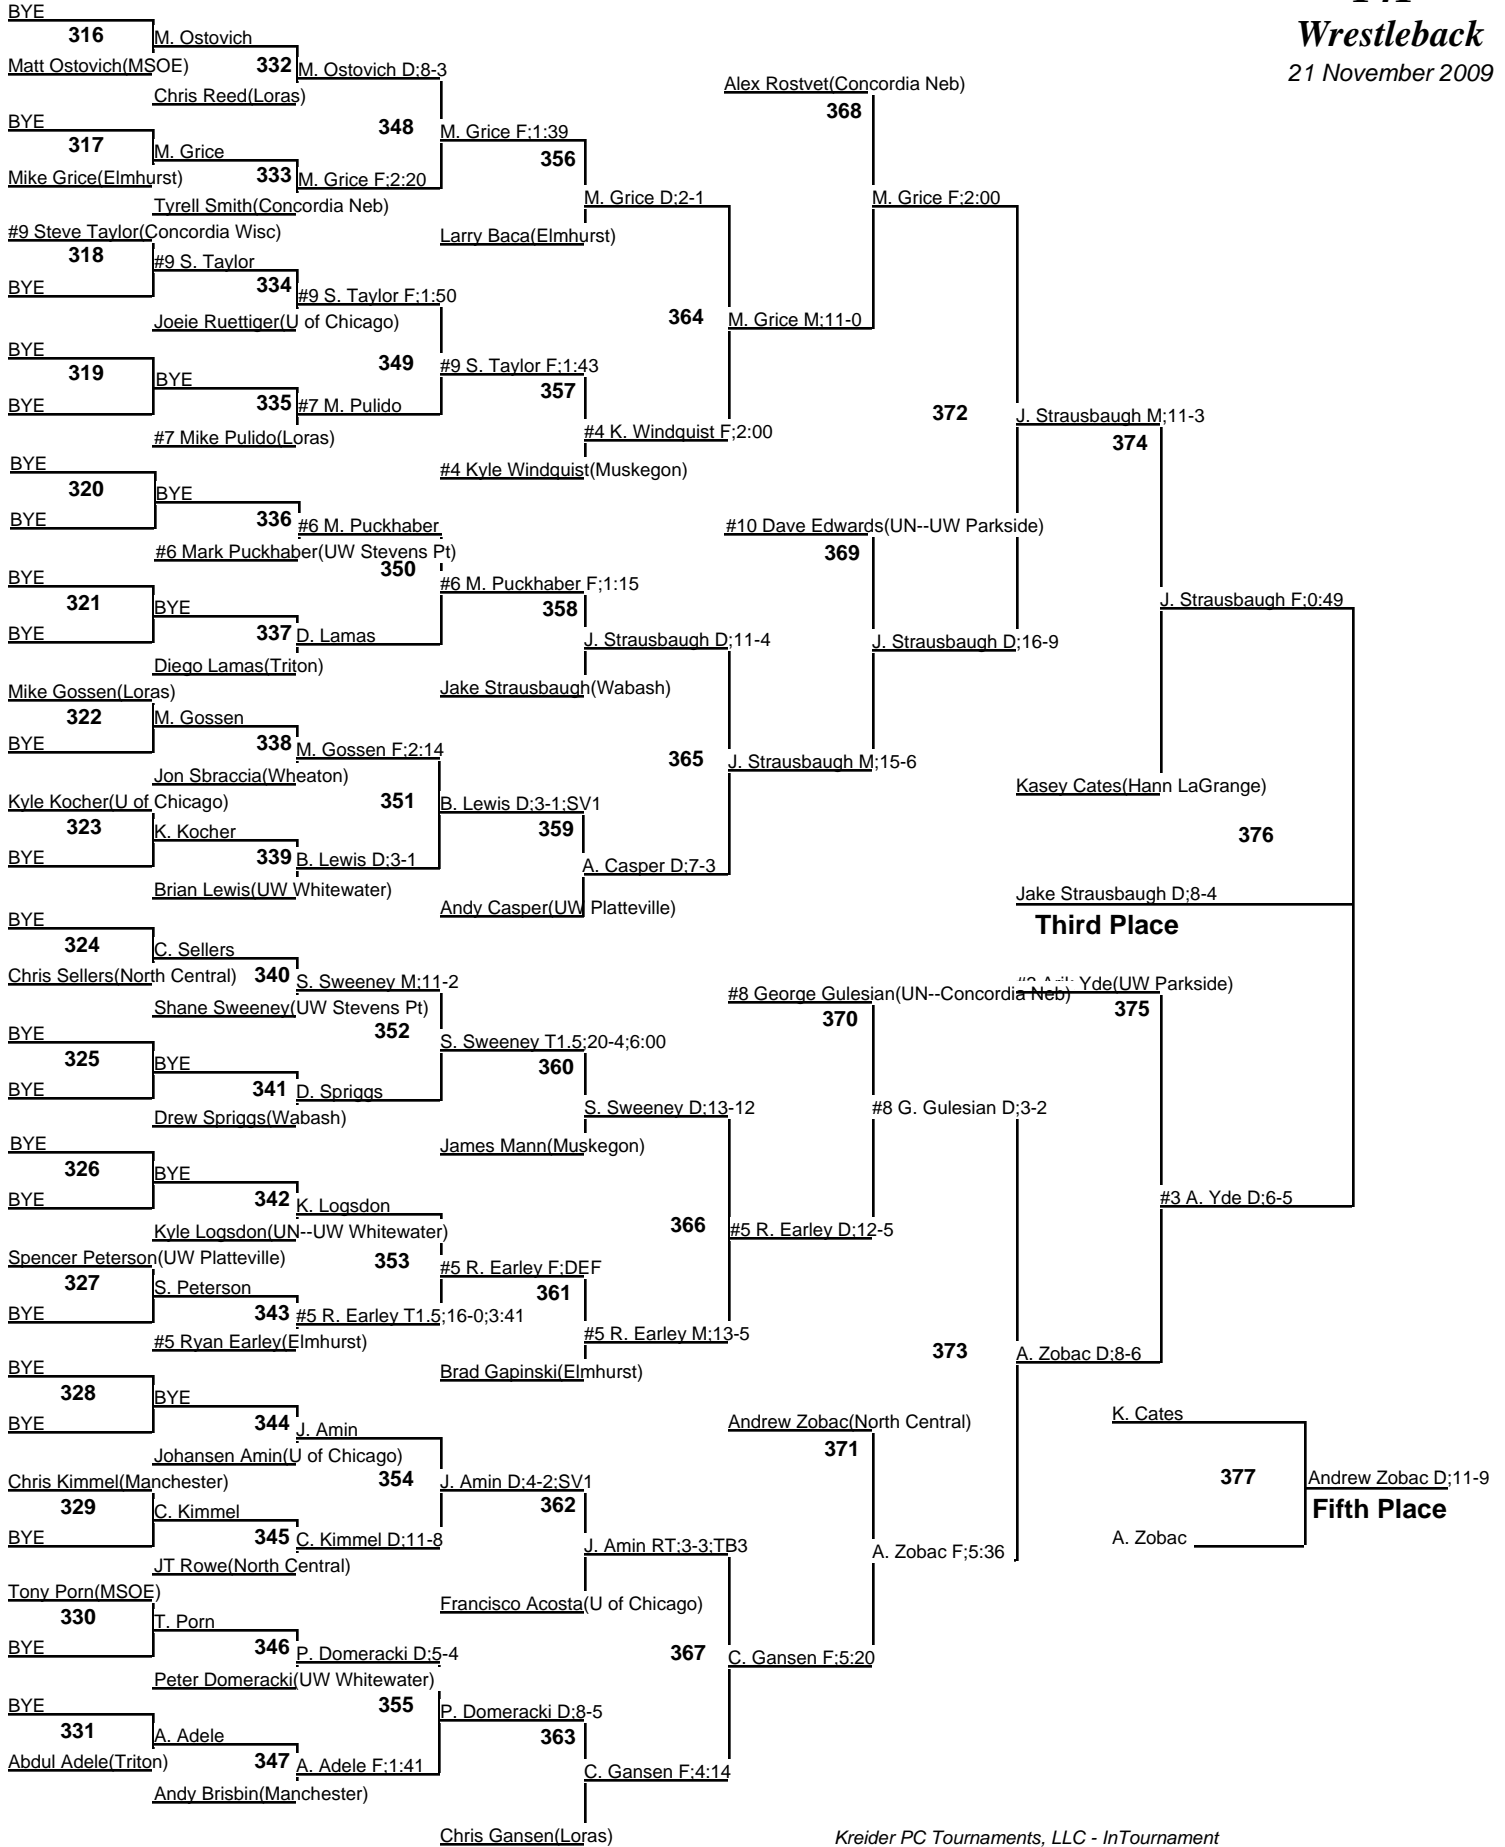 Wrestleback
21 November 2009
BYE
316
M. Ostovich
Matt Ostovich(MSOE)
332
M. Ostovich D;8-3
Chris Reed(Loras)
348
BYE
317
M. Grice
Mike Grice(Elmhurst)
333
M. Grice F;2:20
Tyrell Smith(Concordia Neb)
M. Grice F;1:39
356
M. Grice D;2-1
Larry Baca(Elmhurst)
#9 Steve Taylor(Concordia Wisc)
318
#9 S. Taylor
BYE
334
#9 S. Taylor F;1:50
Joeie Ruettiger(U of Chicago)
349
BYE
319
BYE
BYE
335
#7 M. Pulido
#7 Mike Pulido(Loras)
#9 S. Taylor F;1:43
357
#4 K. Windquist F;2:00
#4 Kyle Windquist(Muskegon)
364
M. Grice M;11-0
Alex Rostvet(Concordia Neb)
368
M. Grice F;2:00
372
J. Strausbaugh M;11-3
374
BYE
320
BYE
BYE
336
#6 M. Puckhaber
#6 Mark Puckhaber(UW Stevens Pt)
350
BYE
321
BYE
BYE
337
D. Lamas
Diego Lamas(Triton)
#6 M. Puckhaber F;1:15
358
J. Strausbaugh D;11-4
Jake Strausbaugh(Wabash)
Mike Gossen(Loras)
322
M. Gossen
BYE
338
M. Gossen F;2:14
Jon Sbraccia(Wheaton)
351
Kyle Kocher(U of Chicago)
323
K. Kocher
BYE
339
B. Lewis D;3-1
Brian Lewis(UW Whitewater)
B. Lewis D;3-1;SV1
359
A. Casper D;7-3
Andy Casper(UW Platteville)
365
J. Strausbaugh M;15-6
#10 Dave Edwards(UN--UW Parkside)
369
J. Strausbaugh D;16-9
J. Strausbaugh F;0:49
Kasey Cates(Hann LaGrange)
376
Jake Strausbaugh D;8-4
Third Place
BYE
324
C. Sellers
Chris Sellers(North Central)
340
S. Sweeney M;11-2
Shane Sweeney(UW Stevens Pt)
352
BYE
325
BYE
BYE
341
D. Spriggs
Drew Spriggs(Wabash)
S. Sweeney T1.5;20-4;6:00
360
S. Sweeney D;13-12
James Mann(Muskegon)
BYE
326
BYE
BYE
342
K. Logsdon
Kyle Logsdon(UN--UW Whitewater)
353
Spencer Peterson(UW Platteville)
327
S. Peterson
BYE
343
#5 R. Earley T1.5;16-0;3:41
#5 Ryan Earley(Elmhurst)
#5 R. Earley F;DEF
361
#5 R. Earley M;13-5
Brad Gapinski(Elmhurst)
366
#5 R. Earley D;12-5
#8 George Gulesian(UN--Concordia Neb)
370
#8 G. Gulesian D;3-2
Yde(UW Parkside)
375
#3 A. Yde D;6-5
373
A. Zobac D;8-6
BYE
328
BYE
BYE
344
J. Amin
Johansen Amin(U of Chicago)
354
Chris Kimmel(Manchester)
329
C. Kimmel
BYE
345
C. Kimmel D;11-8
JT Rowe(North Central)
J. Amin D;4-2;SV1
362
J. Amin RT;3-3;TB3
Francisco Acosta(U of Chicago)
Tony Porn(MSOE)
330
T. Porn
BYE
346
P. Domeracki D;5-4
Peter Domeracki(UW Whitewater)
355
BYE
331
A. Adele
Abdul Adele(Triton)
347
A. Adele F;1:41
Andy Brisbin(Manchester)
P. Domeracki D;8-5
363
C. Gansen F;4:14
Chris Gansen(Loras)
367
C. Gansen F;5:20
Andrew Zobac(North Central)
371
A. Zobac F;5:36
K. Cates
377
Andrew Zobac D;11-9
Fifth Place
A. Zobac
Kreider PC Tournaments, LLC - InTournament